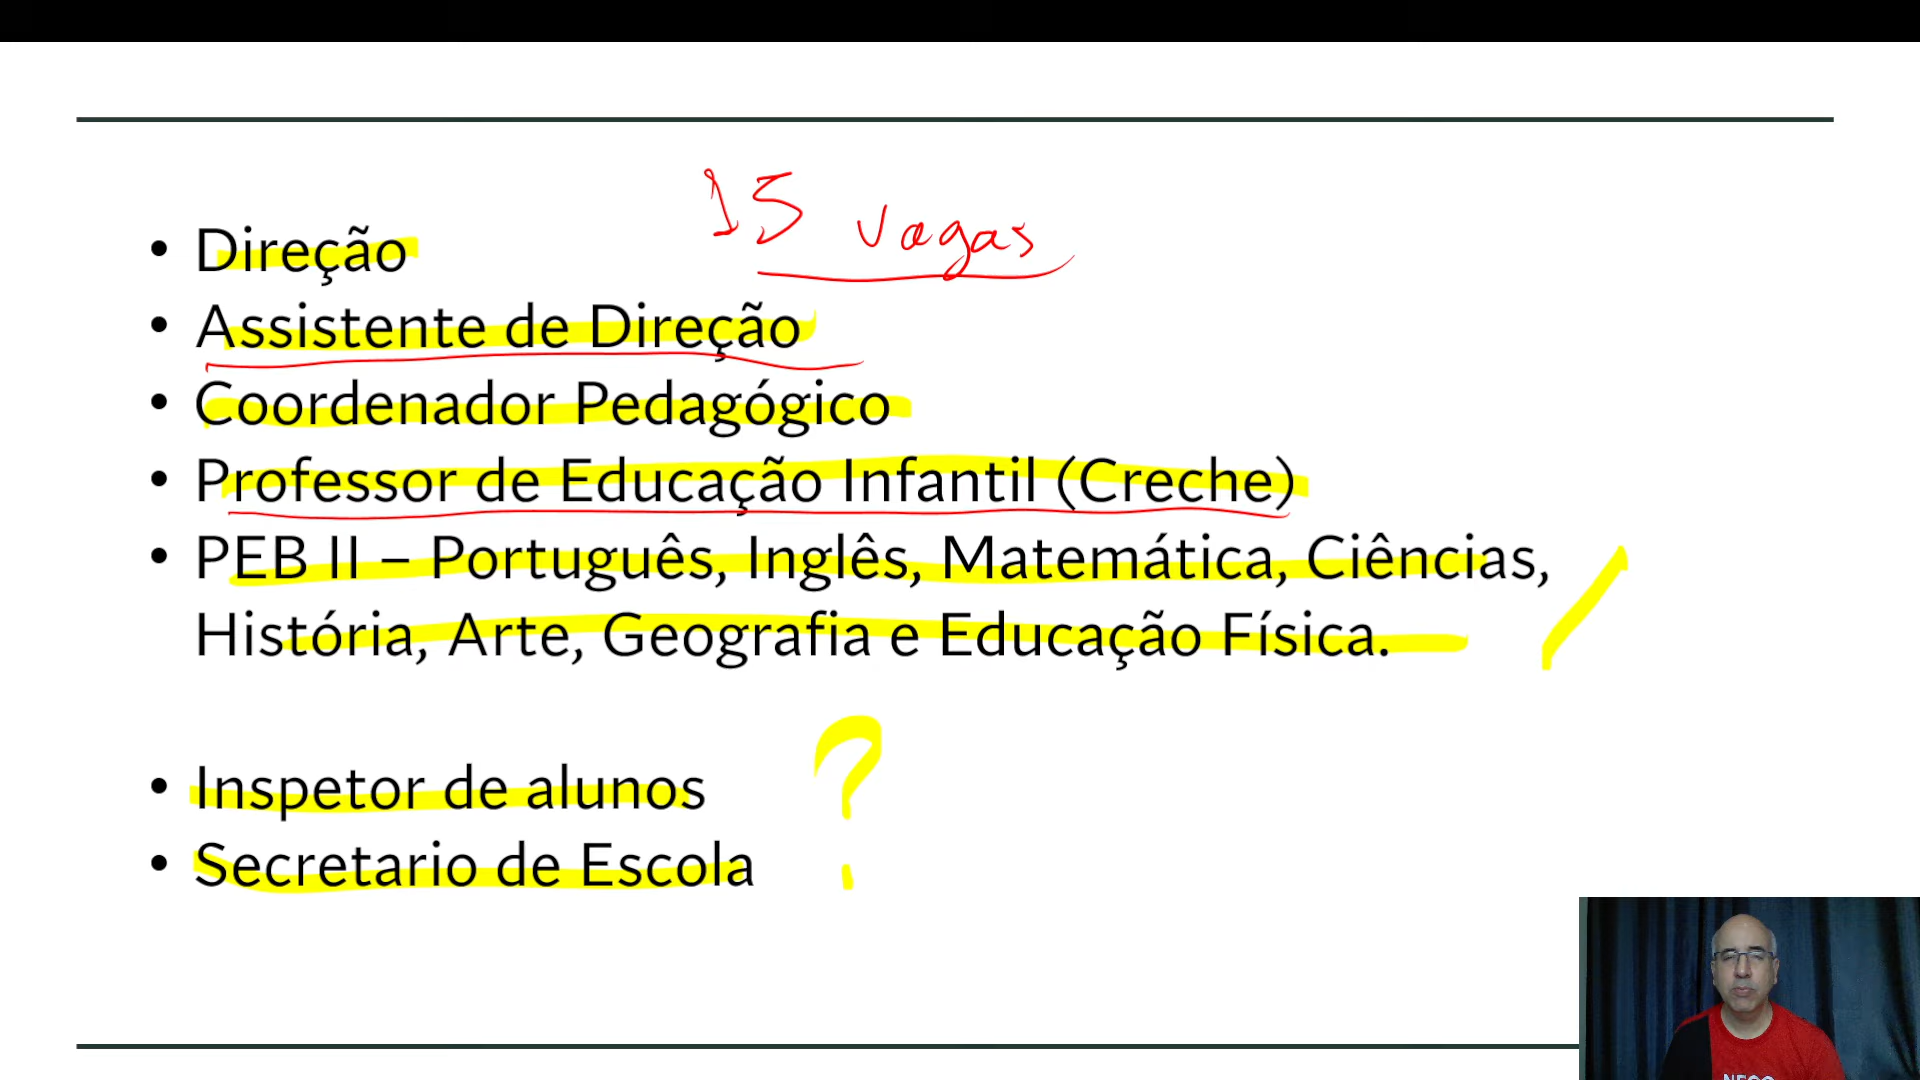 15 vagas
• Direção
• Assistente de Direção
• Coordenador Pedagógico
• Professor de Educação Infantil (Creche)
• PEB II – Português, Inglês, Matemática, Ciências,
História, Arte, Geografia e Educação Física.
?
• Inspetor de alunos
• Secretario de Escola